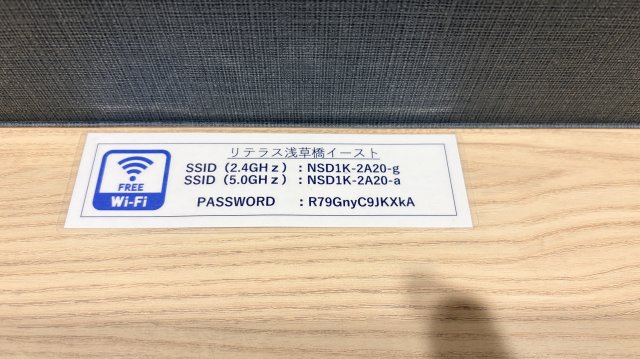 リテラス浅草橋イースト
SSID（2.4GHｚ）：NSD1K-2A20-g
SSID（5.0GHｚ）：NSD1K-2A20-a
FREE
Wi-Fi
PASSWORD ：R79GnyC9JKXkA